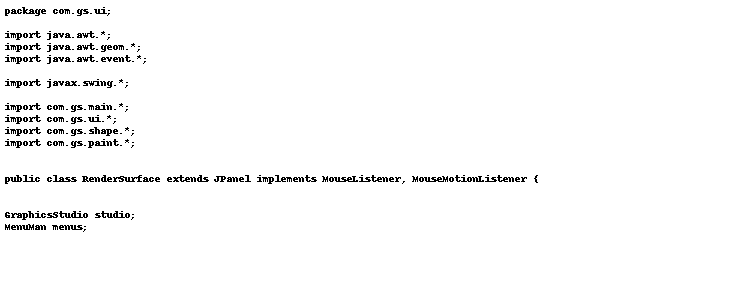 package com.gs.ui;
import java.awt.*;
import java.awt.geom.*;
import java.awt.event.*;
import javax.swing.*;
import com.gs.main.*;
import com.gs.ui.*;
import com.gs.shape.*;
import com.gs.paint.*;
public class RenderSurface extends JPanel implements MouseListener, MouseMotionListener {
GraphicsStudio studio;
MenuMan menus;